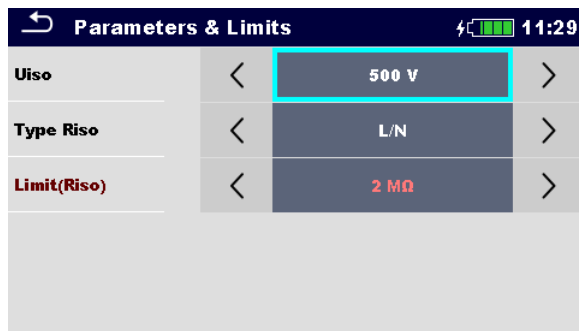 Parameters & Limits 11:29
Uiso 500 V
Type Riso L/N
Limit(Riso) 2 MΩ